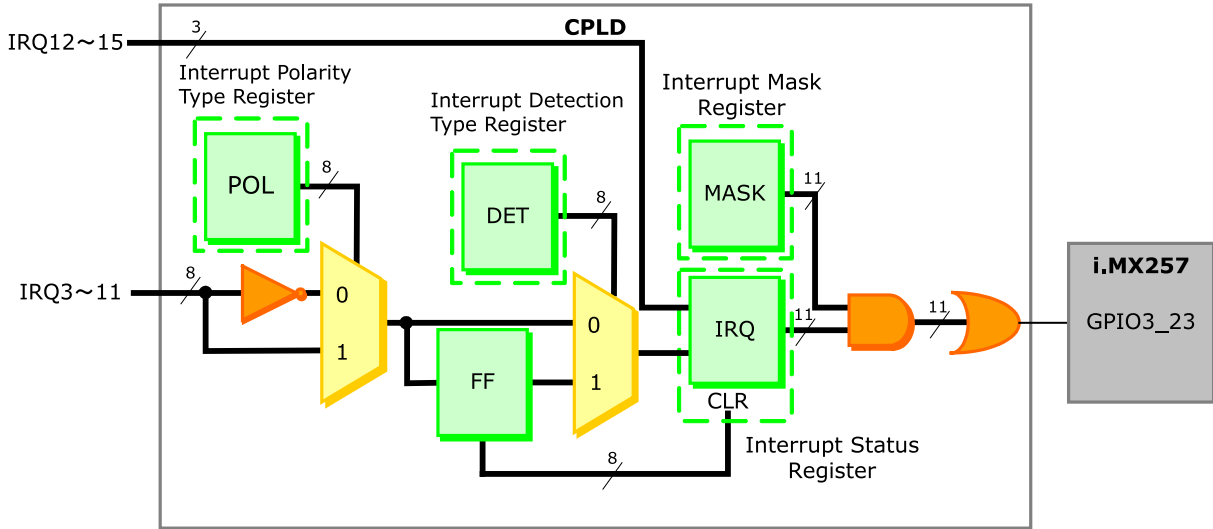 CPLD
IRQ12～15
3
Interrupt Polarity
Type Register
POL
8
Interrupt Detection
Type Register
DET
8
Interrupt Mask
Register
MASK
11
IRQ3～11
8
0
1
FF
0
1
IRQ
CLR
11
11
8
Interrupt Status
Register
i.MX257
GPIO3_23